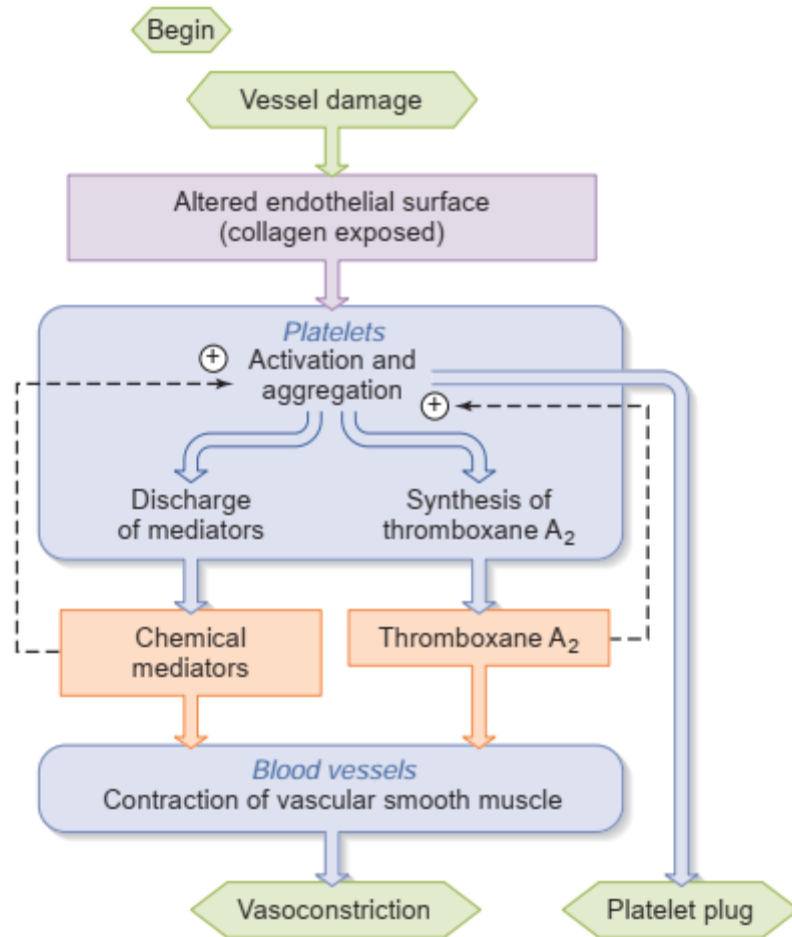 Begin
Vessel damage
Altered endothelial surface
(collagen exposed)
Platelets
+
Activation and
aggregation
+
Discharge
of mediators
Synthesis of
thromboxane A₂
Chemical
mediators
Thromboxane A₂
Blood vessels
Contraction of vascular smooth muscle
Vasoconstriction
Platelet plug